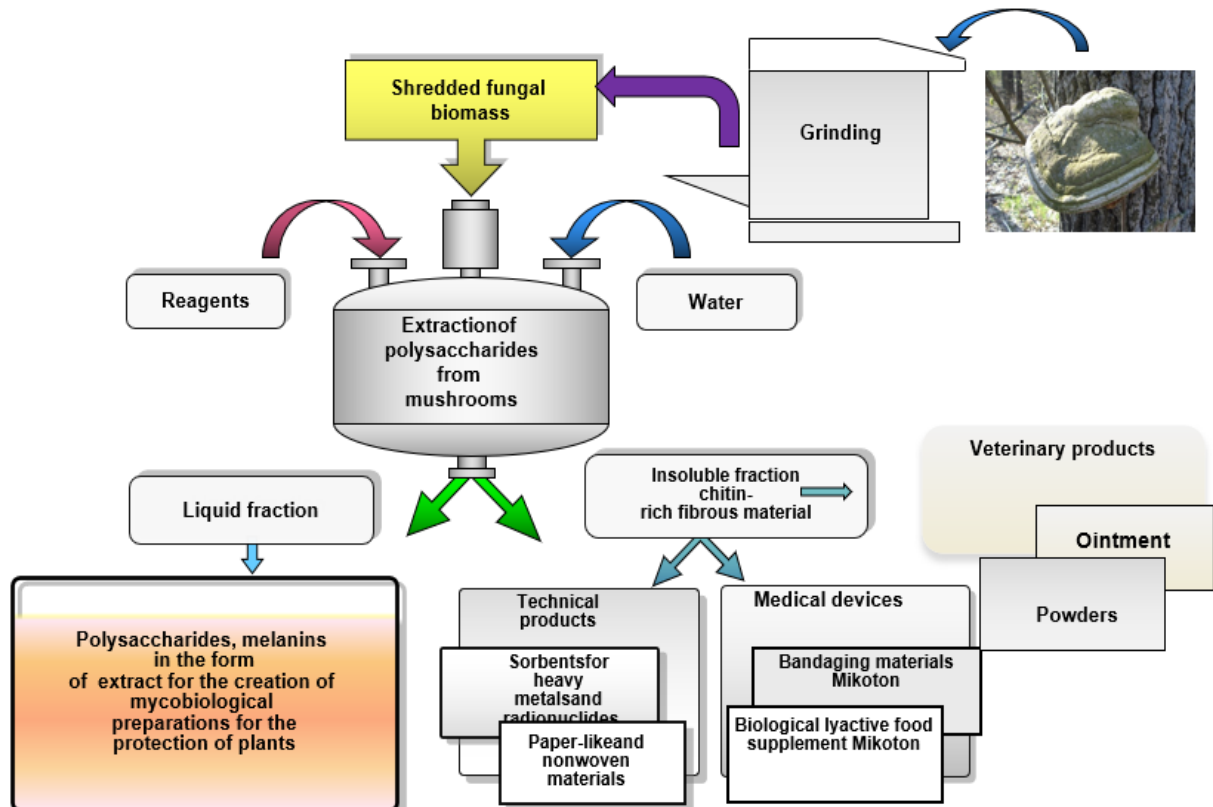 Shredded fungal
biomass
Grinding
Reagents
Water
Extractionof
polysaccharides
from
mushrooms
Liquid fraction
Insoluble fraction
chitin-
rich fibrous material
Veterinary products
Ointment
Powders
Polysaccharides, melanins
in the form
of extract for the creation of
mycobiological
preparations for the
protection of plants
Technical
products
Sorbentsfor
heavy
metalsand
radionuclides
Paper-likeand
nonwoven
materials
Medical devices
Bandaging materials
Mikoton
Biological lyactive food
supplement Mikoton